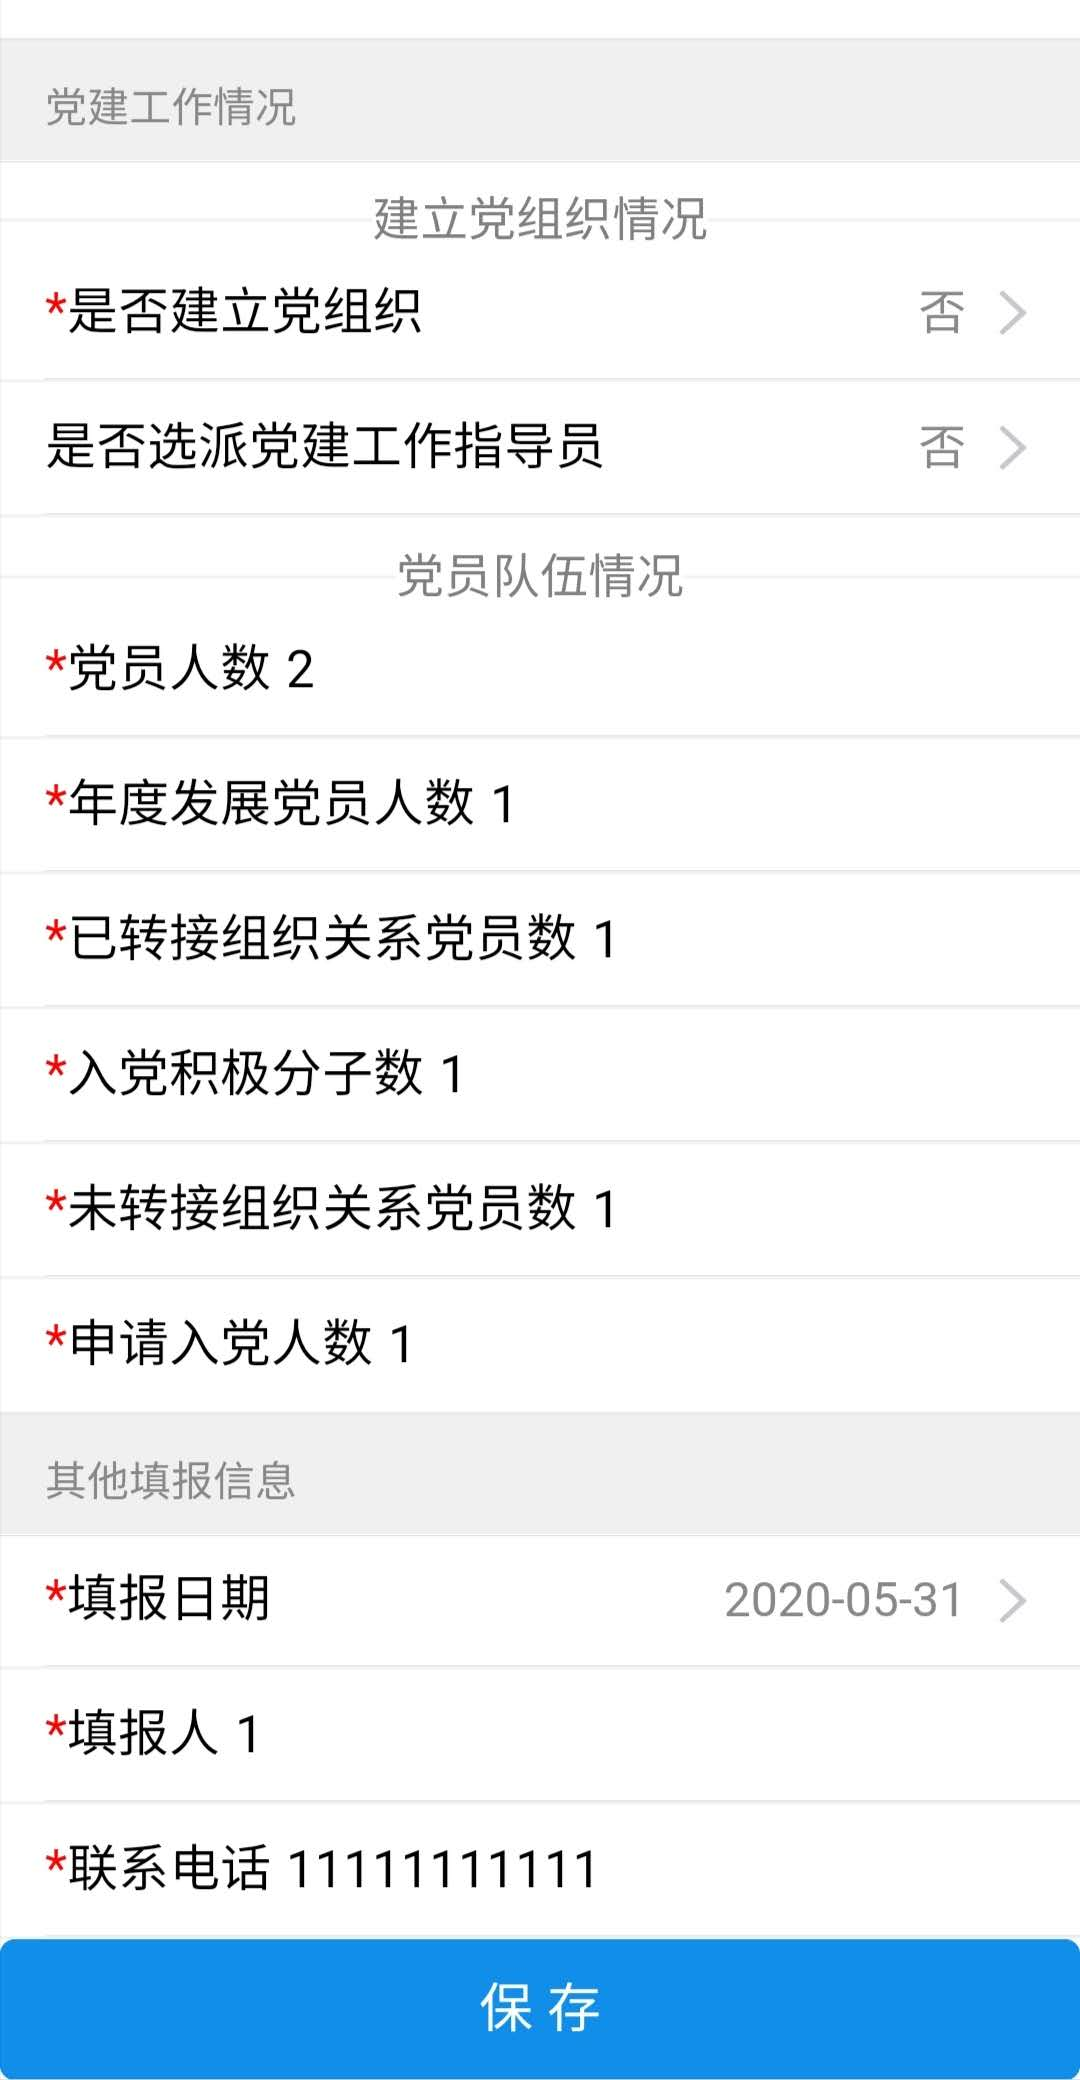 党建工作情况
建立党组织情况
*是否建立党组织 否
是否选派党建工作指导员 否
党员队伍情况
*党员人数 2
*年度发展党员人数 1
*已转接组织关系党员数 1
*入党积极分子数 1
*未转接组织关系党员数 1
*申请入党人数 1
其他填报信息
*填报日期 2020-05-31
*填报人 1
*联系电话 11111111111
保存